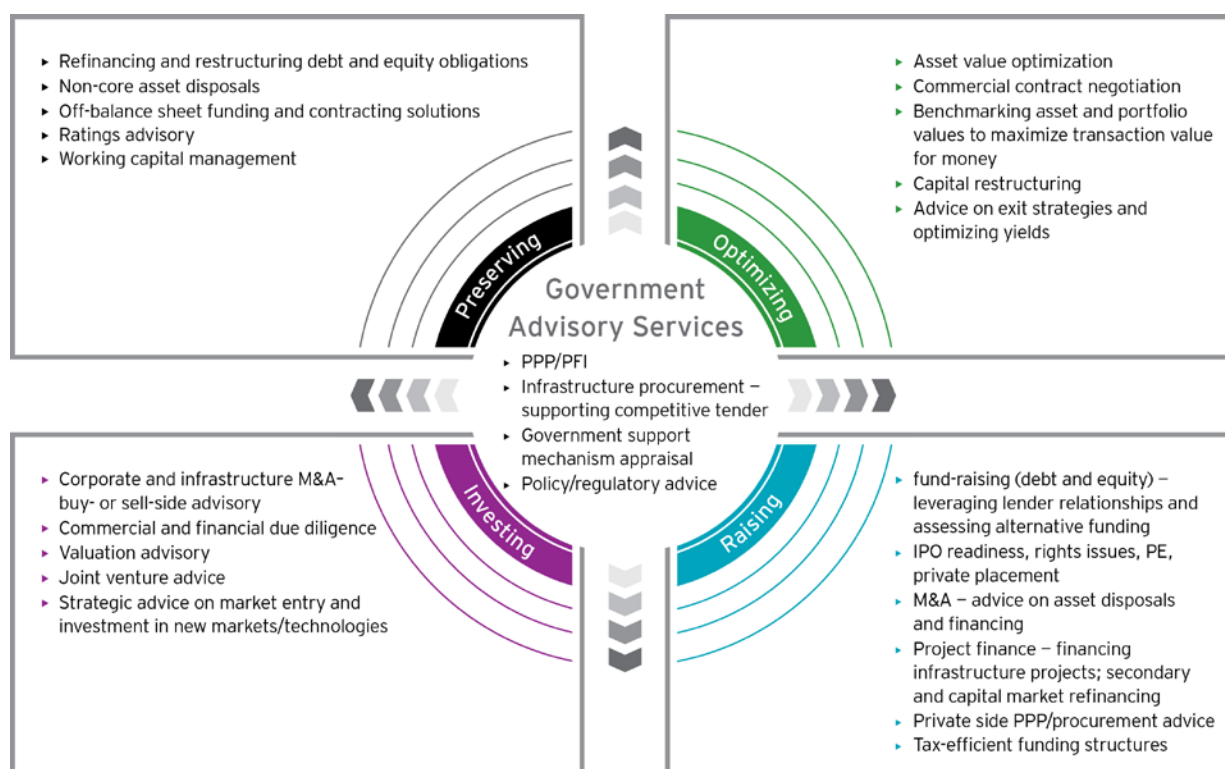 Refinancing and restructuring debt and equity obligations
Non-core asset disposals
Off-balance sheet funding and contracting solutions
Ratings advisory
Working capital management
Preserving
Asset value optimization
Commercial contract negotiation
Benchmarking asset and portfolio
values to maximize transaction value
for money
Capital restructuring
Advice on exit strategies and
optimizing yields
Optimizing
Government
Advisory Services
PPP/PFI
Infrastructure procurement –
supporting competitive tender
Government support
mechanism appraisal
Policy/regulatory advice
Corporate and infrastructure M&A–
buy- or sell-side advisory
Commercial and financial due diligence
Valuation advisory
Joint venture advice
Strategic advice on market entry and
investment in new markets/technologies
Investing
Raising
fund-raising (debt and equity) –
leveraging lender relationships and
assessing alternative funding
IPO readiness, rights issues, PE,
private placement
M&A – advice on asset disposals
and financing
Project finance – financing
infrastructure projects; secondary
and capital market refinancing
Private side PPP/procurement advice
Tax-efficient funding structures